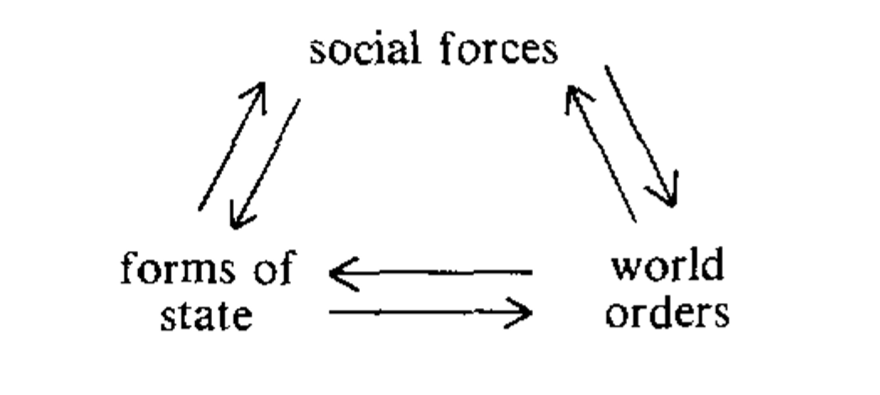 social forces
forms of
state
world
orders